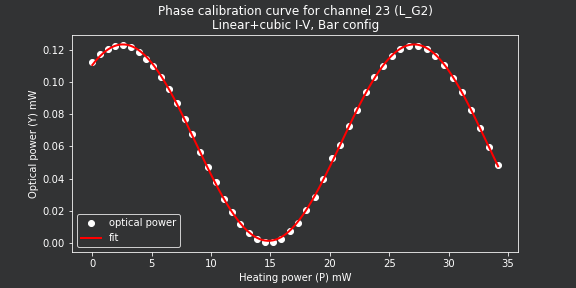 Phase calibration curve for channel 23 (L_G2)
Linear+cubic I-V, Bar config
Optical power (Y) mW
0.12
0.10
0.08
0.06
0.04
0.02
0.00
optical power
fit
0
5
10
15
20
25
30
35
Heating power (P) mW